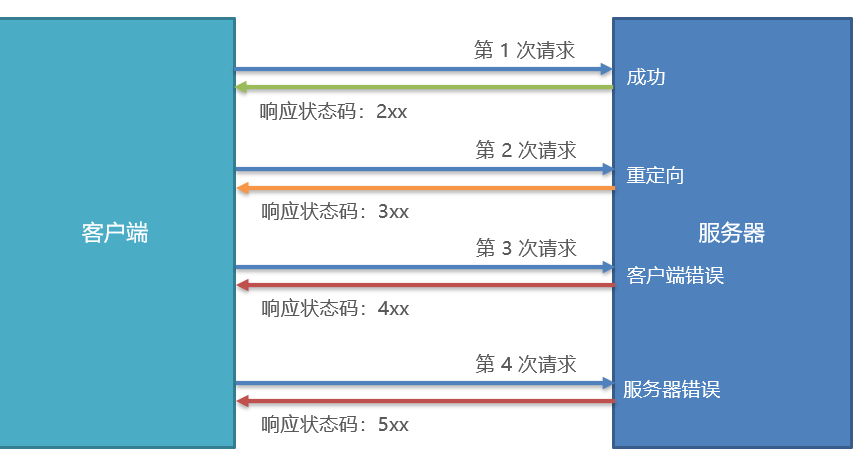 第 1 次请求
成功
响应状态码：2xx
第 2 次请求
重定向
响应状态码：3xx
客户端
服务器
第 3 次请求
客户端错误
响应状态码：4xx
第 4 次请求
服务器错误
响应状态码：5xx